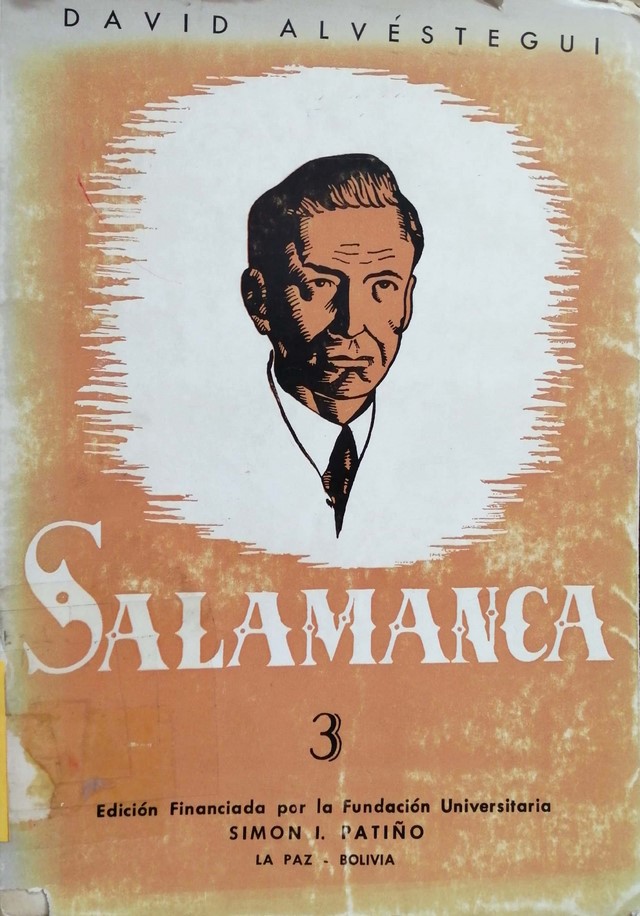 DAVID ALVÉSTEGUI
SALAMANCA
3
Edición Financiada por la Fundación Universitaria
SIMON I. PATIÑO
LA PAZ - BOLIVIA